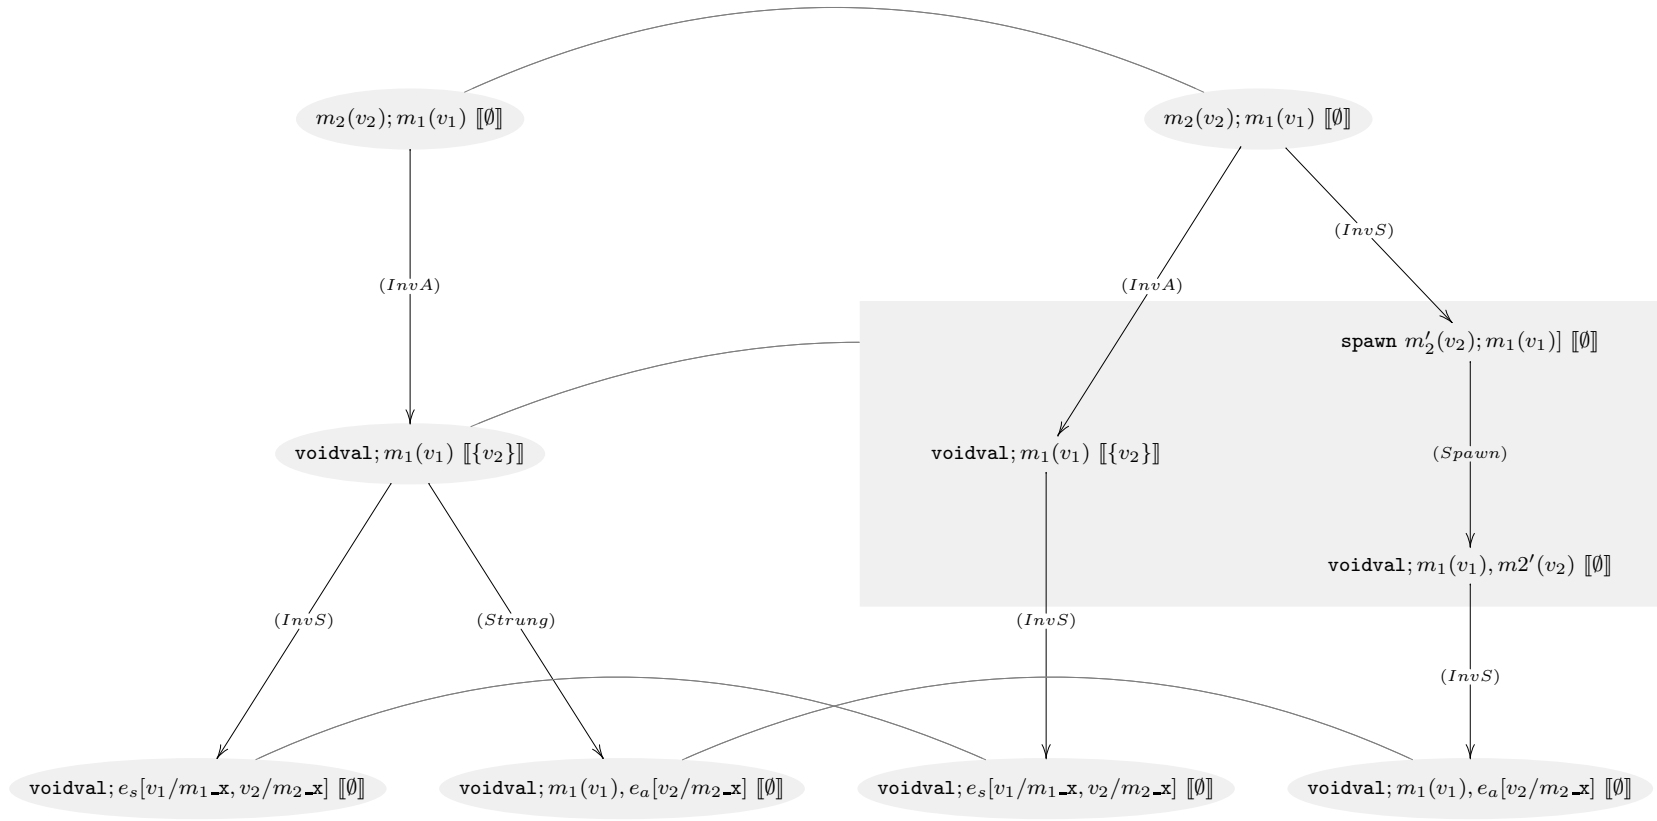 m₂(v₂); m₁(v₁) ⟦∅⟧
m₂(v₂); m₁(v₁) ⟦∅⟧
(InvS)
(InvA)
(InvA)
spawn m′₂(v₂); m₁(v₁)] ⟦∅⟧
voidval; m₁(v₁) ⟦{v₂}⟧
voidval; m₁(v₁) ⟦{v₂}⟧
(Spawn)
voidval; m₁(v₁), m2′(v₂) ⟦∅⟧
(InvS)
(Strung)
(InvS)
(InvS)
voidval; eₛ[v₁/m₁_x, v₂/m₂_x] ⟦∅⟧
voidval; m₁(v₁), eₐ[v₂/m₂_x] ⟦∅⟧
voidval; eₛ[v₁/m₁_x, v₂/m₂_x] ⟦∅⟧
voidval; m₁(v₁), eₐ[v₂/m₂_x] ⟦∅⟧